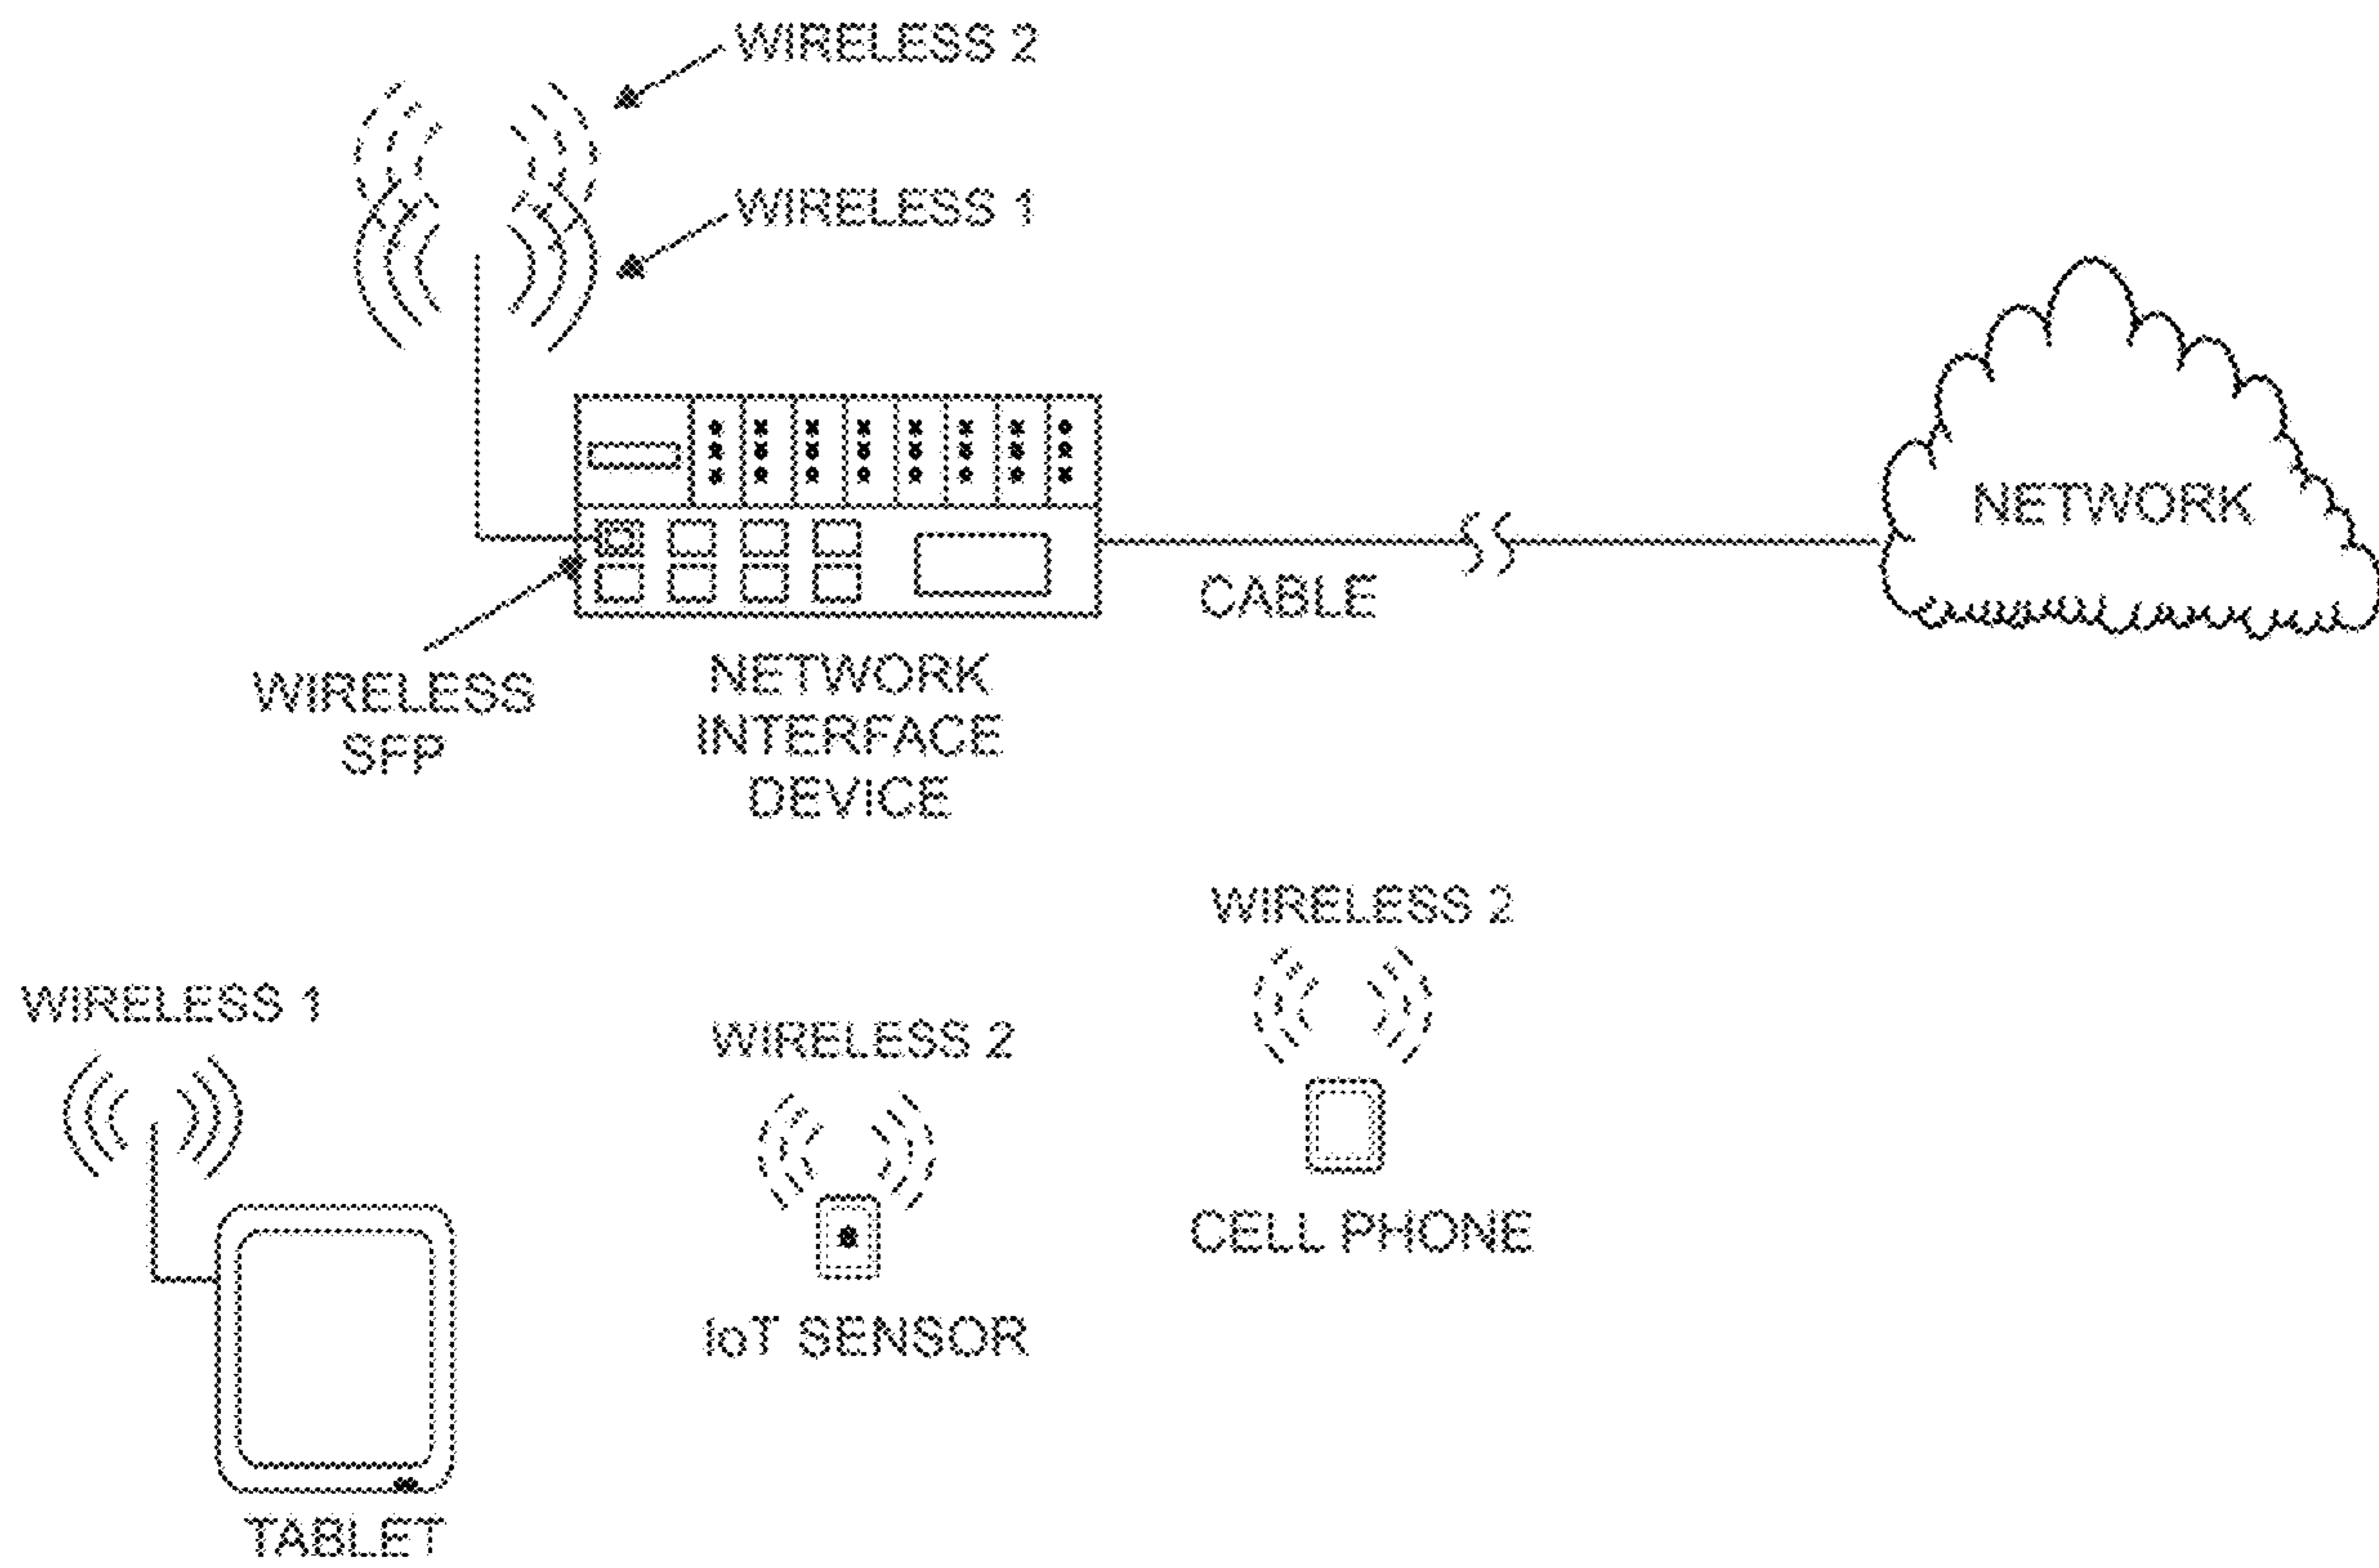 WIRELESS 2
WIRELESS 1
NETWORK
CABLE
WIRELESS
SFP
NETWORK
INTERFACE
DEVICE
WIRELESS 2
WIRELESS 1
WIRELESS 2
CELL PHONE
IoT SENSOR
TABLET